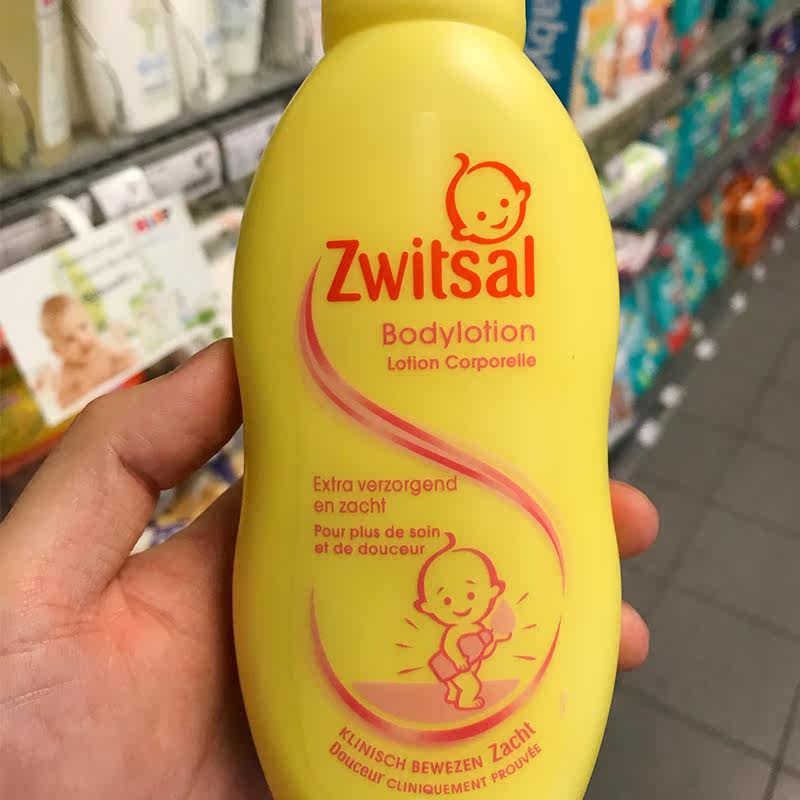 Zwitsal
Bodylotion
Lotion Corporelle
Extra verzorgend
en zacht
Pour plus de soin
et de douceur
KLINISCH BEWEZEN Zacht
Douceur CLINIQUEMENT PROUVÉE